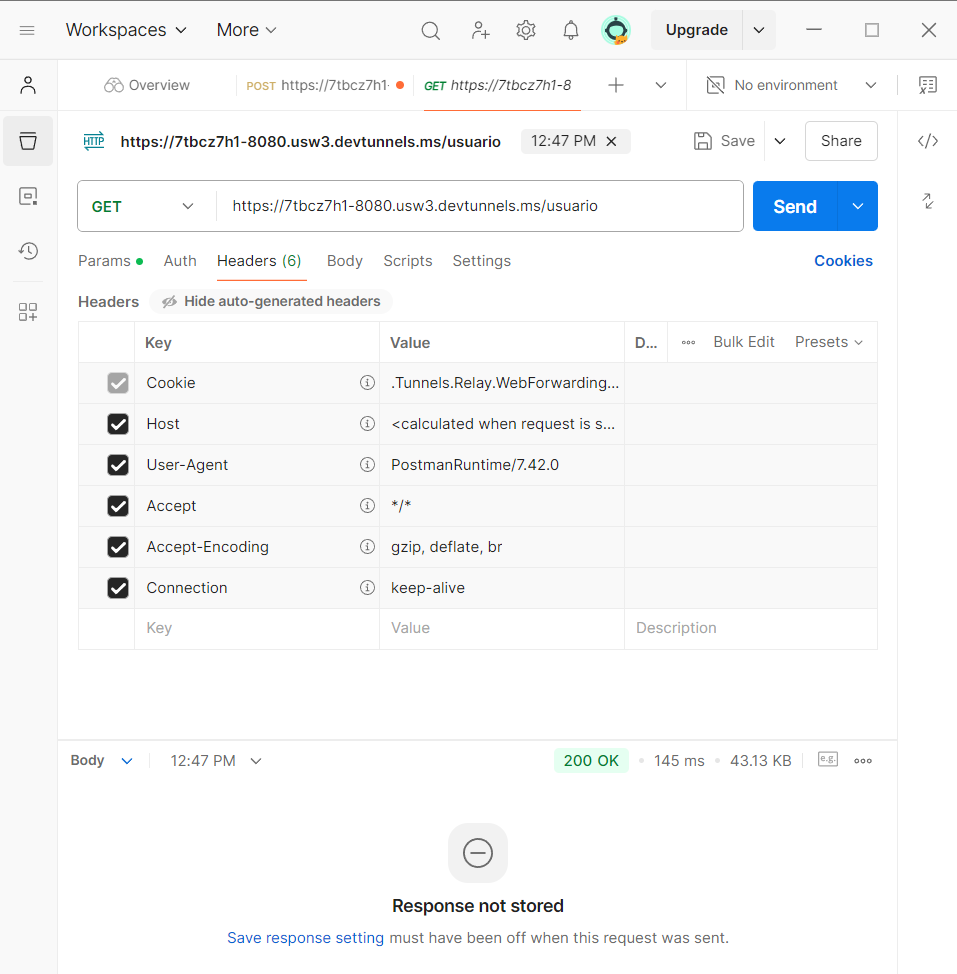 Workspaces More Upgrade
Overview POST https://7tbcz7h1- GET https://7tbcz7h1-8 No environment
HTTP https://7tbcz7h1-8080.usw3.devtunnels.ms/usuario 12:47 PM Save Share
GET https://7tbcz7h1-8080.usw3.devtunnels.ms/usuario Send
Params Auth Headers (6) Body Scripts Settings Cookies
Headers Hide auto-generated headers
Key Value D... Bulk Edit Presets
Cookie .Tunnels.Relay.WebForwarding...
Host <calculated when request is s...
User-Agent PostmanRuntime/7.42.0
Accept */*
Accept-Encoding gzip, deflate, br
Connection keep-alive
Key Value Description
Body 12:47 PM 200 OK 145 ms 43.13 KB e.g.
Response not stored
Save response setting must have been off when this request was sent.